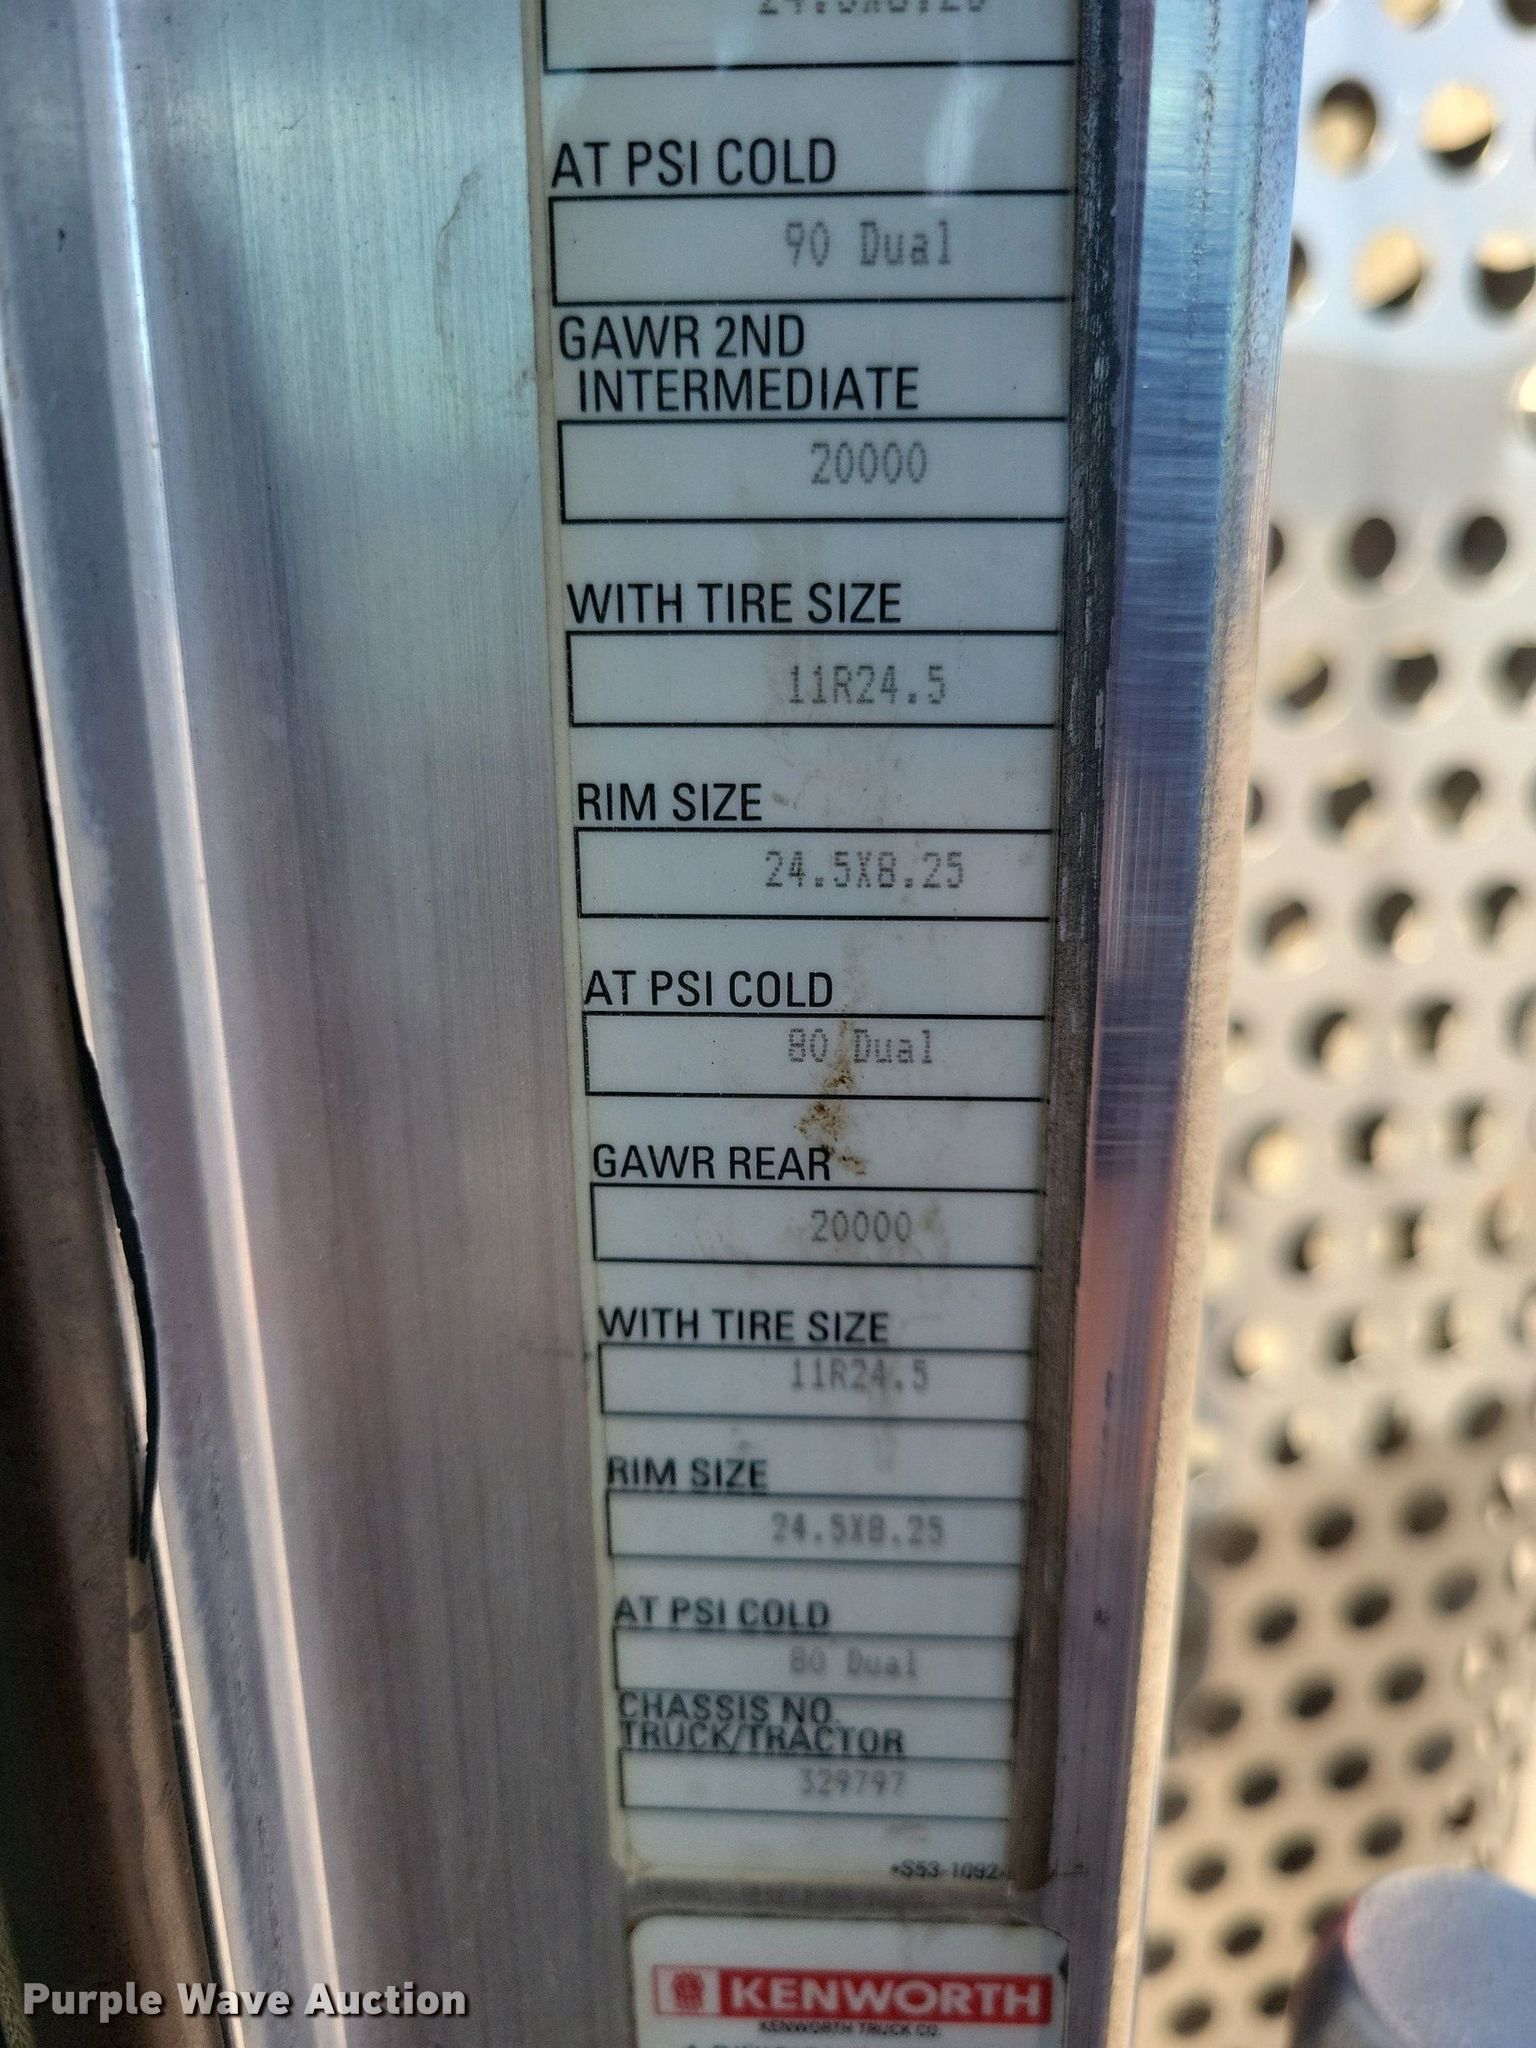 AT PSI COLD
90 Dual
GAWR 2ND
INTERMEDIATE
20000
WITH TIRE SIZE
11R24.5
RIM SIZE
24.5X8.25
AT PSI COLD
80 Dual
GAWR REAR
20000
WITH TIRE SIZE
11R24.5
RIM SIZE
24.5X8.25
AT PSI COLD
80 Dual
CHASSIS NO.
TRUCK/TRACTOR
329797
•S53-1092-
KENWORTH
KENWORTH TRUCK CO.
Purple Wave Auction